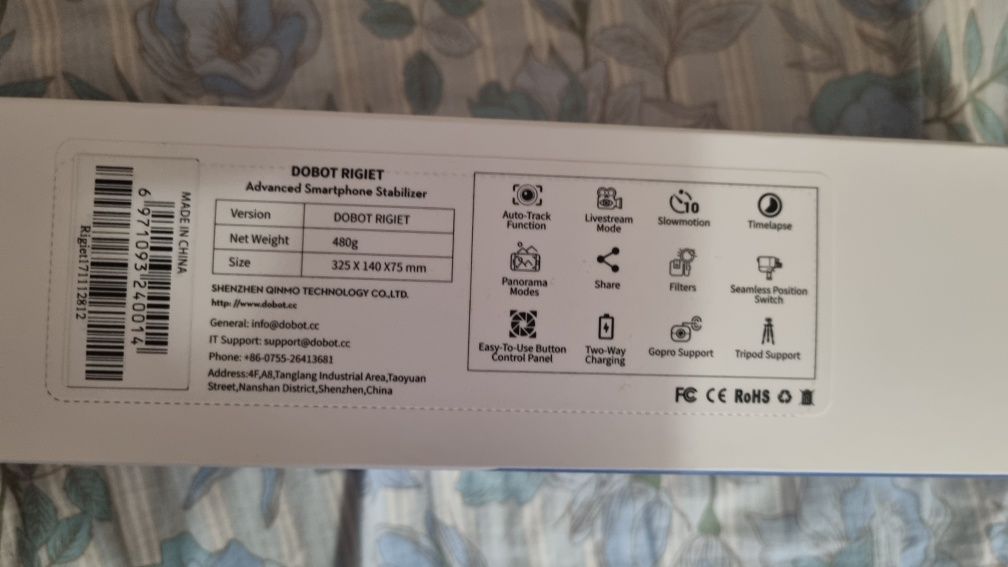 Rigiet171112812
6 971093 240014
MADE IN CHINA
DOBOT RIGIET
Advanced Smartphone Stabilizer
Version DOBOT RIGIET
Net Weight 480g
Size 325 X 140 X75 mm
SHENZHEN QINMO TECHNOLOGY CO.,LTD.
http://www.dobot.cc
General: info@dobot.cc
IT Support: support@dobot.cc
Phone: +86-0755-26413681
Address:4F,A8,Tanglang Industrial Area,Taoyuan
Street,Nanshan District,Shenzhen,China
Auto-Track
Function
Livestream
Mode
10
Slowmotion
Timelapse
Panorama
Modes
Share
Filters
Seamless Position
Switch
Easy-To-Use Button
Control Panel
Two-Way
Charging
Gopro Support
Tripod Support
FC CE RoHS